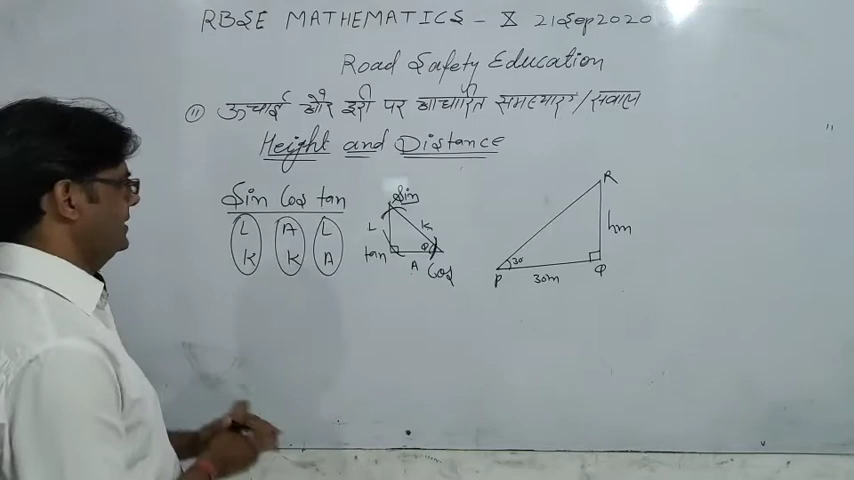 RBSE MATHEMATICS - X 21 Sep 2020
Road Safety Education
(11) ऊचाई और दूरी पर आधारित समस्याए/सवाल
Height and Distance
Sin Cos tan
L A L
K K A
Sin
L K
tan θ
A Cos
R
hm
30
P 30m Q